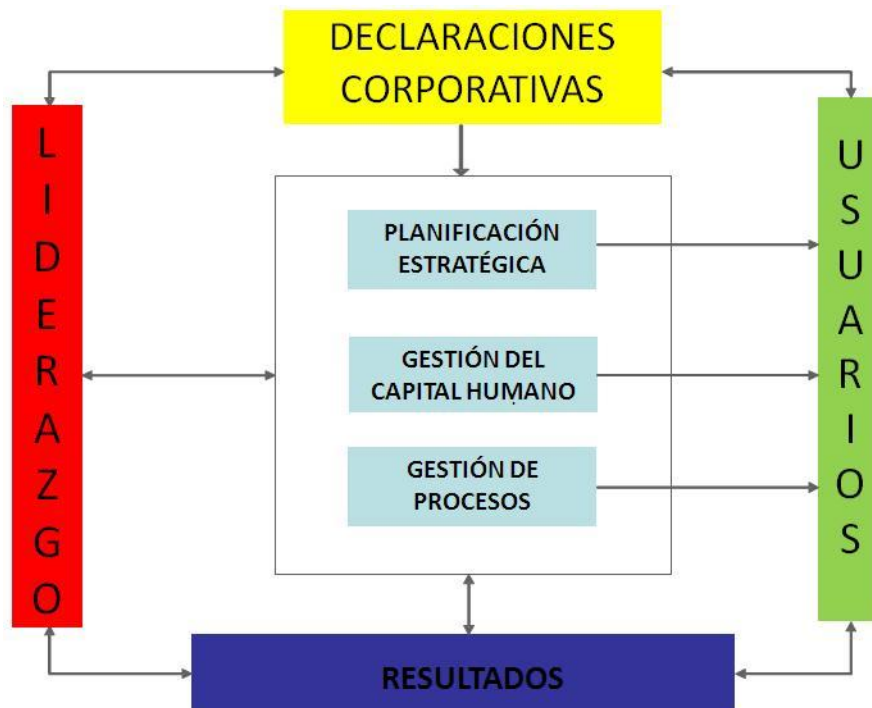 DECLARACIONES
CORPORATIVAS
LIDERAZGO
PLANIFICACIÓN
ESTRATÉGICA
GESTIÓN DEL
CAPITAL HUMANO
GESTIÓN DE
PROCESOS
USUARIOS
RESULTADOS